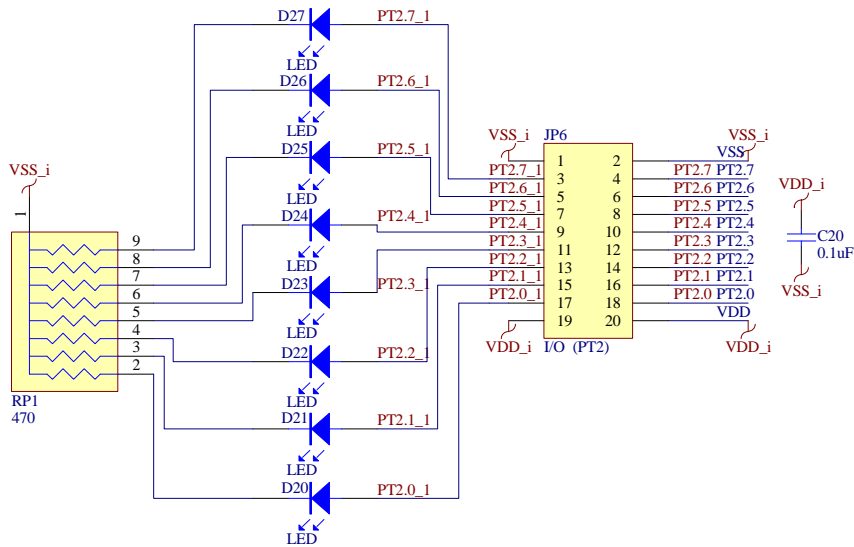 D27
PT2.7_1
LED
D26
PT2.6_1
LED
D25
PT2.5_1
LED
D24
PT2.4_1
LED
D23
PT2.3_1
LED
D22
PT2.2_1
LED
D21
PT2.1_1
LED
D20
PT2.0_1
LED
VSS_i
1
9
8
7
6
5
4
3
2
RP1
470
JP6
VSS_i
VSS
VSS_i
1 2
PT2.7_1 3 4 PT2.7 PT2.7
PT2.6_1 5 6 PT2.6 PT2.6
PT2.5_1 7 8 PT2.5 PT2.5
PT2.4_1 9 10 PT2.4 PT2.4
PT2.3_1 11 12 PT2.3 PT2.3
PT2.2_1 13 14 PT2.2 PT2.2
PT2.1_1 15 16 PT2.1 PT2.1
PT2.0_1 17 18 PT2.0 PT2.0
19 20 VDD
VDD_i
VDD_i
I/O (PT2)
VDD_i
C20
0.1uF
VSS_i